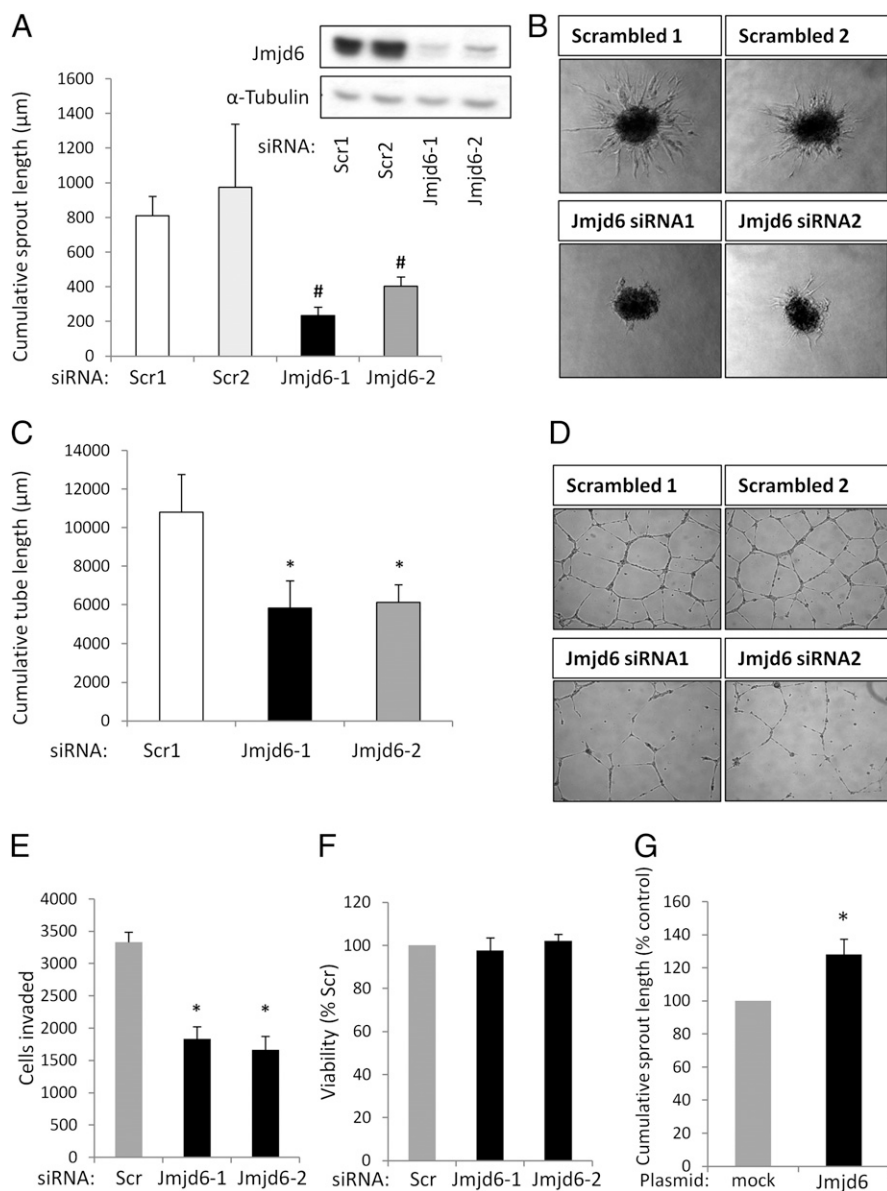 A
Jmjd6
α-Tubulin
siRNA:
Scr1
Scr2
Jmjd6-1
Jmjd6-2
Cumulative sprout length (µm)
1600
1400
1200
1000
800
600
400
200
0
# #
siRNA: Scr1 Scr2 Jmjd6-1 Jmjd6-2
B
Scrambled 1 Scrambled 2
Jmjd6 siRNA1 Jmjd6 siRNA2
C
Cumulative tube length (µm)
14000
12000
10000
8000
6000
4000
2000
0
* *
siRNA: Scr1 Jmjd6-1 Jmjd6-2
D
Scrambled 1 Scrambled 2
Jmjd6 siRNA1 Jmjd6 siRNA2
E
Cells invaded
4000
3500
3000
2500
2000
1500
1000
500
0
* *
siRNA: Scr Jmjd6-1 Jmjd6-2
F
Viability (% Scr)
120
100
80
60
40
20
0
siRNA: Scr Jmjd6-1 Jmjd6-2
G
Cumulative sprout length (% control)
160
140
120
100
80
60
40
20
0
*
Plasmid: mock Jmjd6